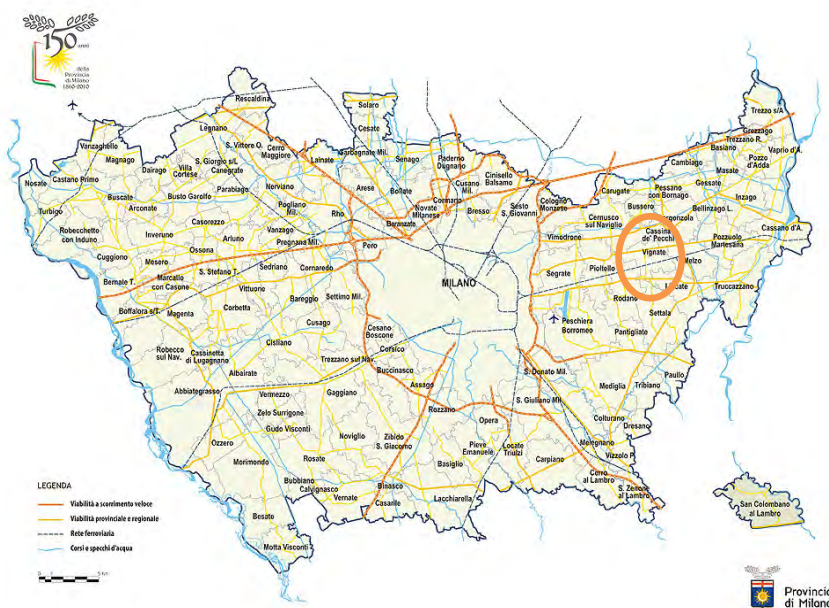 150 anni
della
Provincia
di Milano
1860-2010
Rescaldina
Solaro
Trezzo s/A
Legnano
Cesate
Grezzago
Vanzaghello
S. Vittore O.
Cerro
Maggiore
Garbagnate Mil.
Paderno
Dugnano
Trezzano R.
Basiano
Vaprio d'A.
Magnago
S. Giorgio s/L
Lainate
Senago
Cambiago
Pozzo
d'Adda
Dairago
Villa
Cortese
Canegrate
Cinisello
Balsamo
Masate
Nosate
Castano Primo
Parabiago
Nerviano
Arese
Bollate
Cusano
Mil.
Pessano
con Bornago
Gessate
Buscate
Busto Garolfo
Cormano
Carugate
Inzago
Turbigo
Arconate
Pogliano
Mil.
Rho
Novate
Milanese
Bresso
Sesto
S. Giovanni
Cologno
Monzese
Bussero
Bellinzago L.
Robecchetto
con Induno
Casorezzo
Vanzago
Baranzate
Cernusco
sul Naviglio
Cassano d'A.
Inveruno
Arluno
Pregnana Mil.
Vimodrone
Cassina
de' Pecchi
Pozzuolo
Martesana
Cuggiono
Mesero
Ossona
Pero
Vignate
Melzo
Bernate T.
Marcallo
con Casone
S. Stefano T.
Sedriano
Cornaredo
Segrate
Pioltello
Truccazzano
Boffalora s/T.
Magenta
Corbetta
Vittuone
Bareggio
Settimo Mil.
MILANO
Rodano
Settala
Cusago
Cesano
Boscone
Peschiera
Borromeo
Pantigliate
Robecco
sul Nav.
Cassinetta
di Lugagnano
Cisliano
Trezzano sul Nav.
Corsico
Albairate
Buccinasco
S. Donato Mil.
Paullo
Abbiategrasso
Vermezzo
Gaggiano
Assago
Mediglia
Tribiano
Zelo Surrigone
Rozzano
Opera
S. Giuliano Mil.
Colturano
Dresano
Ozzero
Gudo Visconti
Noviglio
Zibido
S. Giacomo
Pieve
Emanuele
Locate
Triulzi
Melegnano
Vizzolo P.
Morimondo
Rosate
Basiglio
Carpiano
Cerro
al Lambro
Bubbiano
Calvignasco
Binasco
S. Zenone
al Lambro
Vernate
Casarile
Lacchiarella
San Colombano
al Lambro
Besate
Motta Visconti
LEGENDA
Viabilità a scorrimento veloce
Viabilità provinciale e regionale
Rete ferroviaria
Corsi e specchi d'acqua
Provincia
di Milano